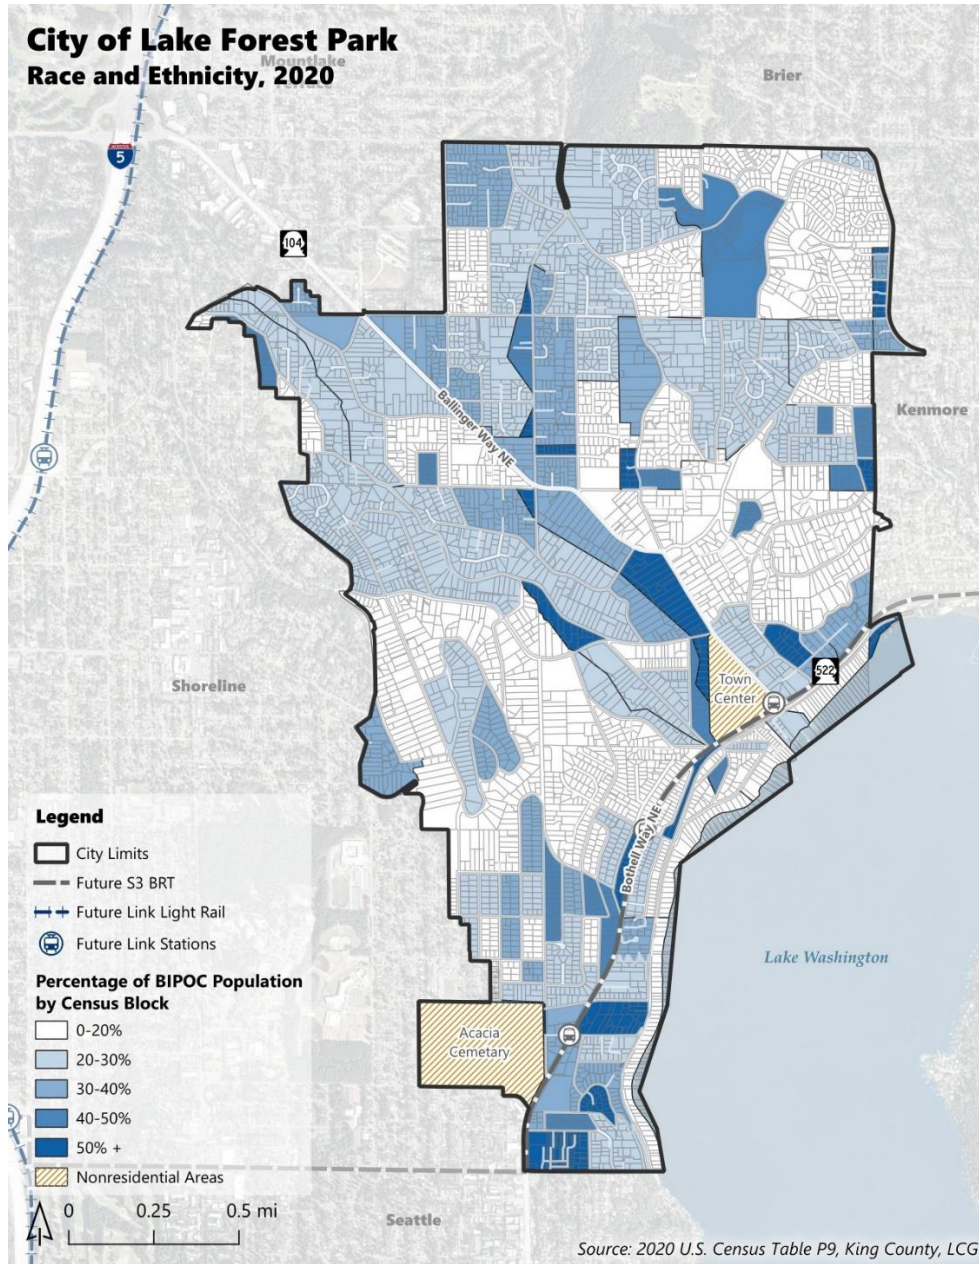 City of Lake Forest Park
Race and Ethnicity, 2020
Mountlake
Terrace
Brier
INTERSTATE
5
104
Ballinger Way NE
Kenmore
Shoreline
Town
Center
522
Bothell Way NE
Legend
City Limits
Future S3 BRT
Future Link Light Rail
Future Link Stations
Percentage of BIPOC Population
by Census Block
0-20%
20-30%
30-40%
40-50%
50% +
Nonresidential Areas
Lake Washington
Acacia
Cemetary
0 0.25 0.5 mi
Seattle
Source: 2020 U.S. Census Table P9, King County, LCG